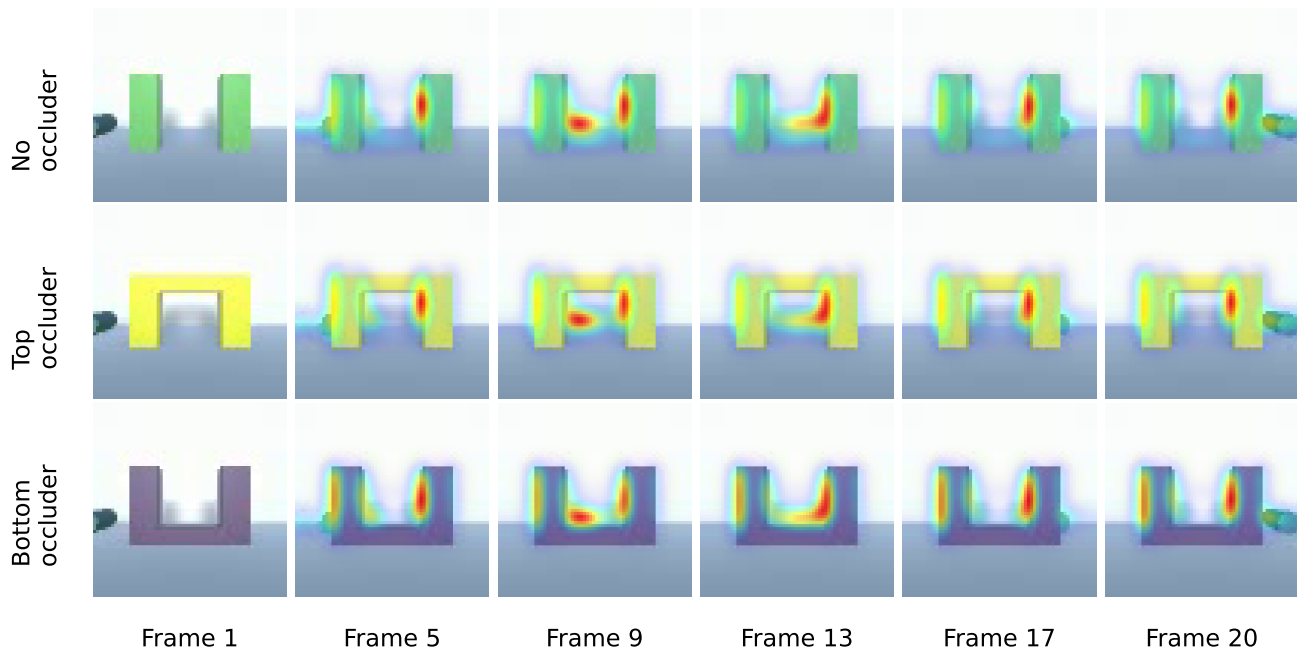 No
occluder
Top
occluder
Bottom
occluder
Frame 1
Frame 5
Frame 9
Frame 13
Frame 17
Frame 20